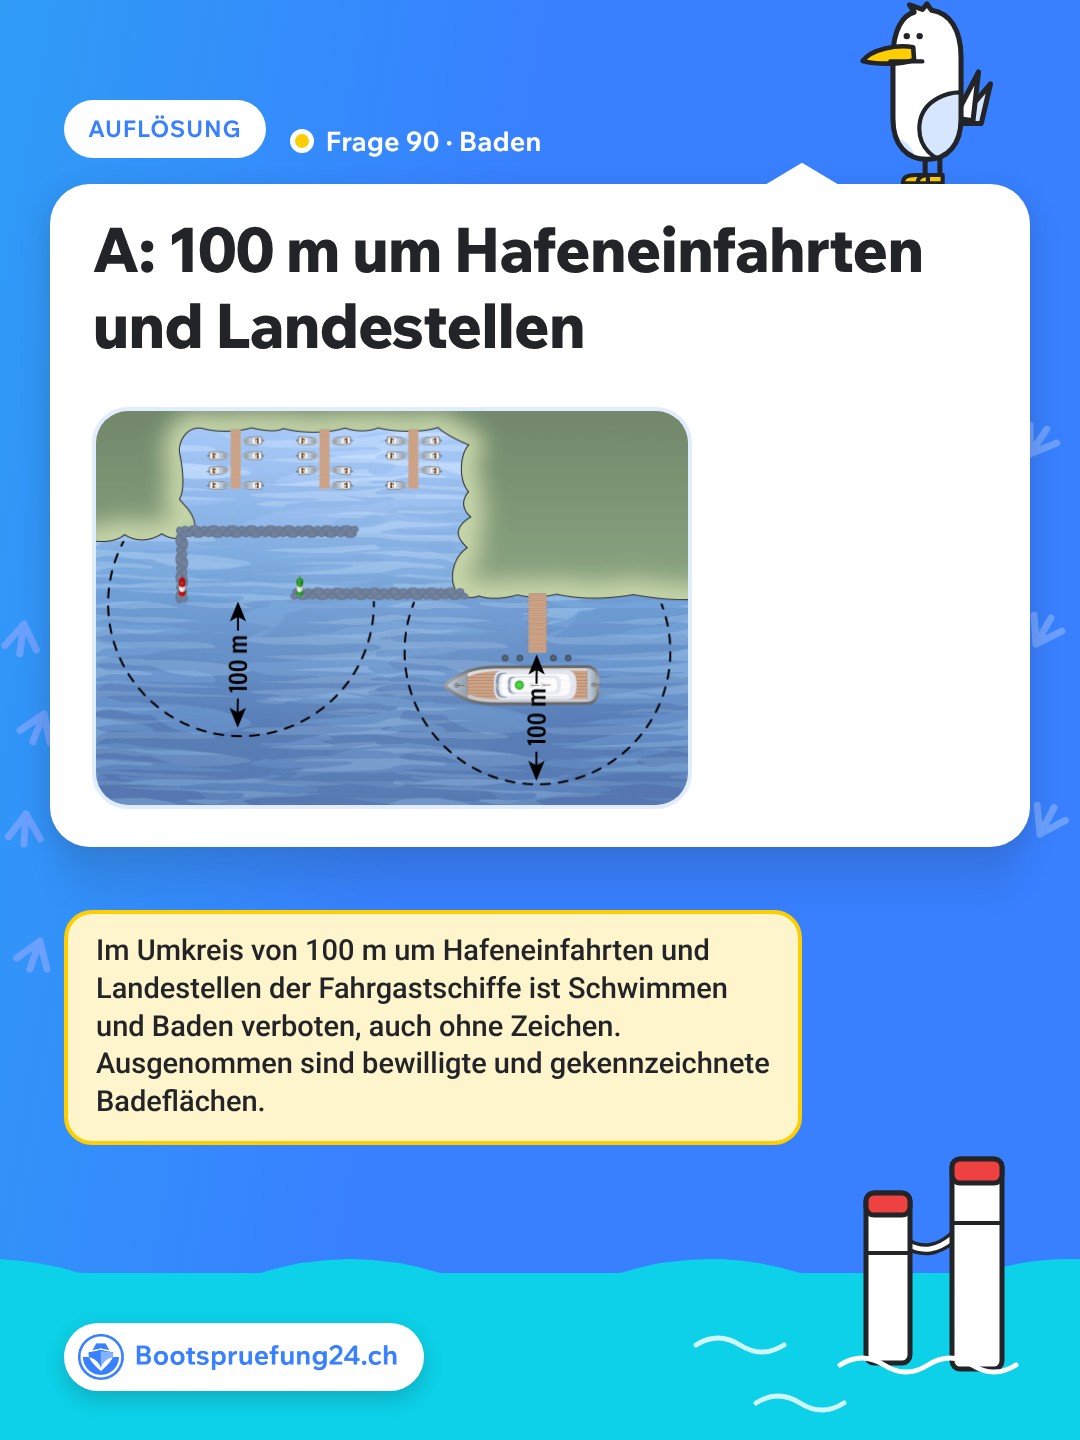 AUFLÖSUNG
Frage 90 · Baden
A: 100 m um Hafeneinfahrten
und Landestellen
100 m
100 m
Im Umkreis von 100 m um Hafeneinfahrten und
Landestellen der Fahrgastschiffe ist Schwimmen
und Baden verboten, auch ohne Zeichen.
Ausgenommen sind bewilligte und gekennzeichnete
Badeflächen.
Bootspruefung24.ch